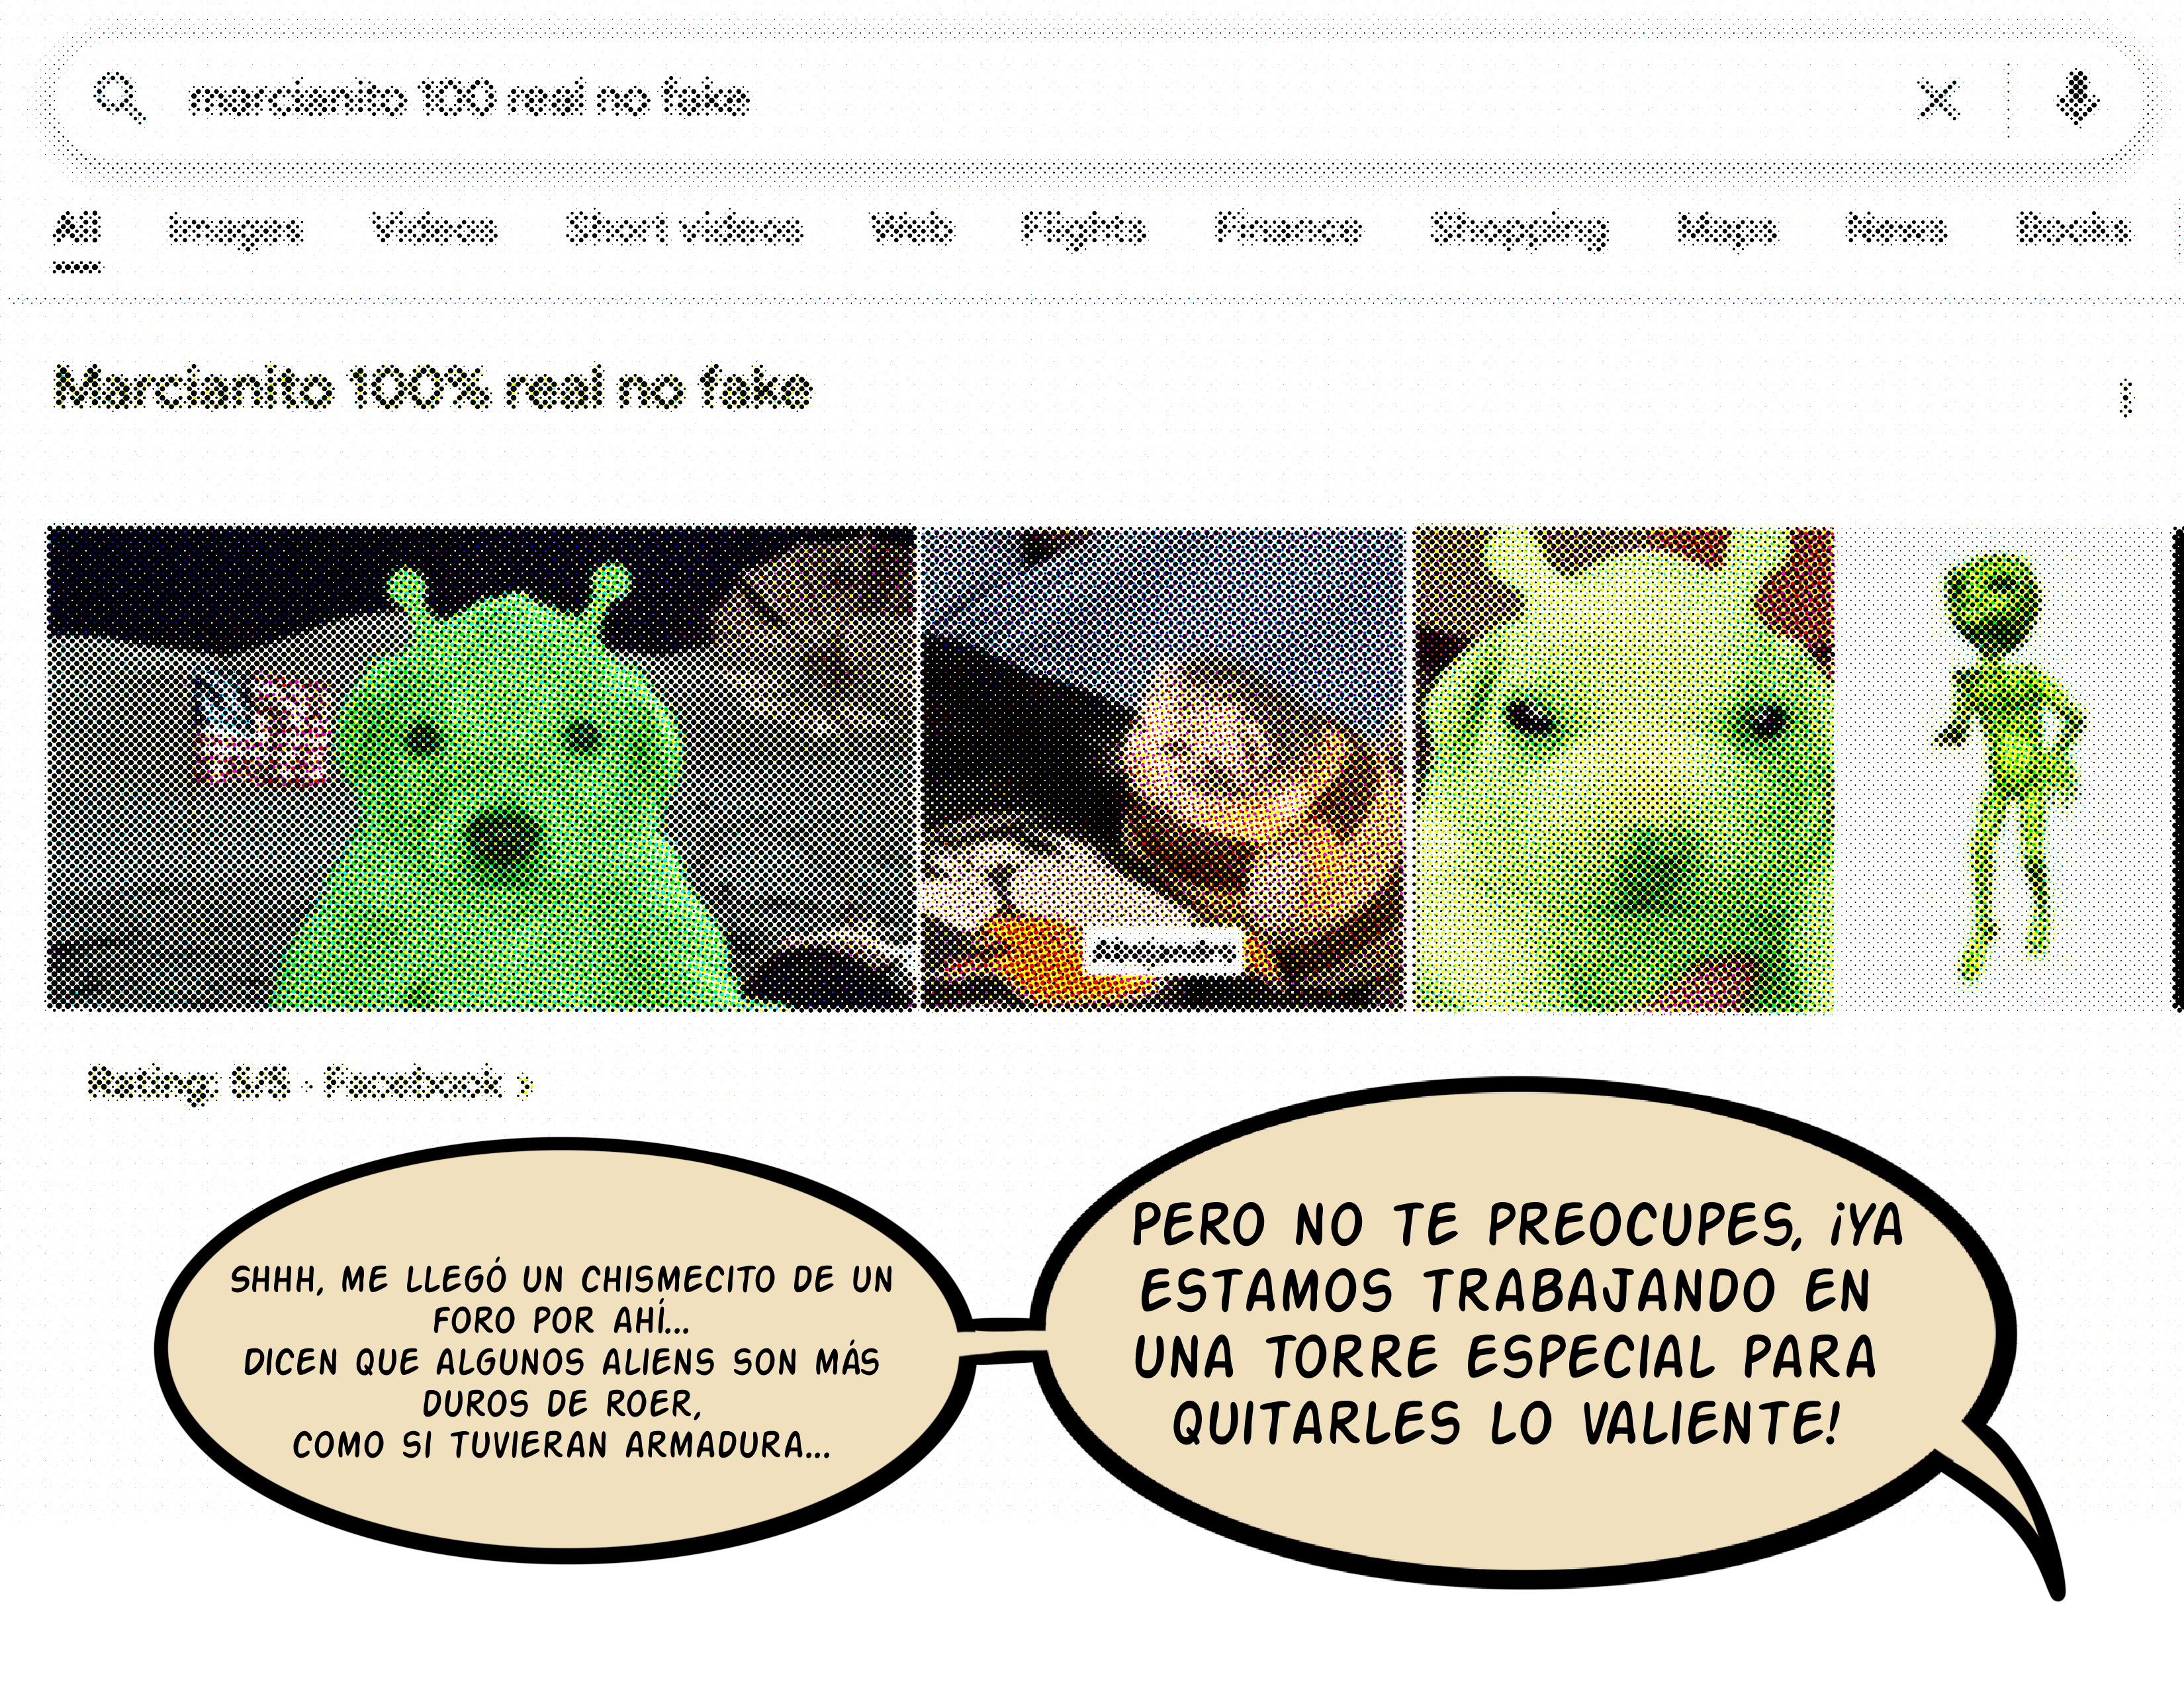 marcianito 100 real no fake
All Images Videos Short videos Web Flights Finance Shopping Maps News Books
Marcianito 100% real no fake
Rating: 5/5 · Facebook ›
SHHH, ME LLEGÓ UN CHISMECITO DE UN
FORO POR AHÍ...
DICEN QUE ALGUNOS ALIENS SON MÁS
DUROS DE ROER,
COMO SI TUVIERAN ARMADURA...
PERO NO TE PREOCUPES, ¡YA
ESTAMOS TRABAJANDO EN
UNA TORRE ESPECIAL PARA
QUITARLES LO VALIENTE!